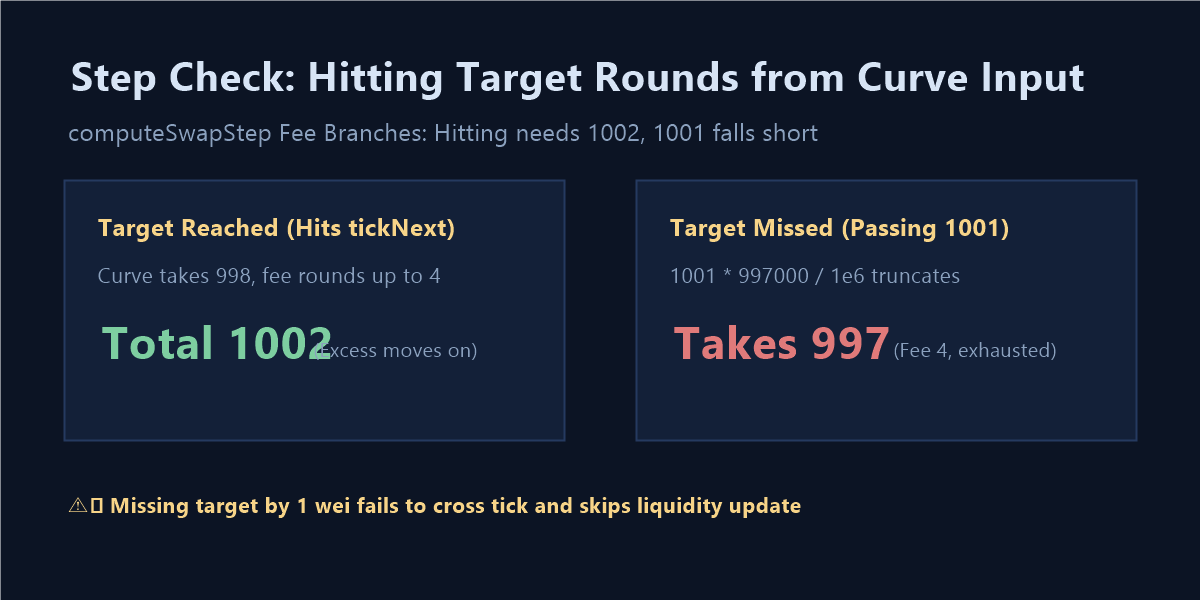 Step Check: Hitting Target Rounds from Curve Input
computeSwapStep Fee Branches: Hitting needs 1002, 1001 falls short
Target Reached (Hits tickNext)
Curve takes 998, fee rounds up to 4
Total 1002 (Excess moves on)
Target Missed (Passing 1001)
1001 * 997000 / 1e6 truncates
Takes 997 (Fee 4, exhausted)
⚠ Missing target by 1 wei fails to cross tick and skips liquidity update